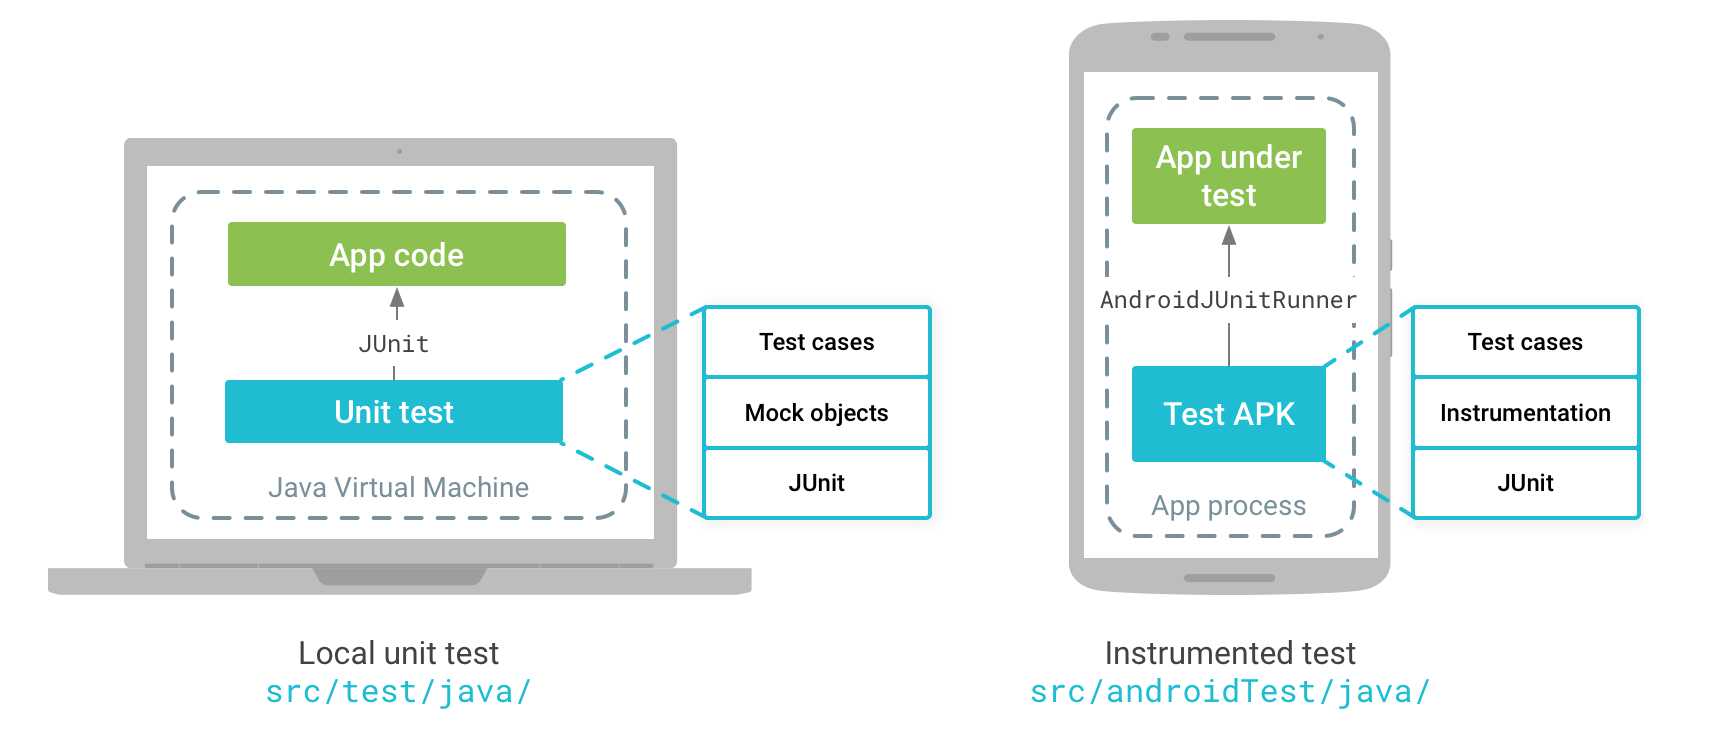 App code
JUnit
Unit test
Java Virtual Machine
Test cases
Mock objects
JUnit
Local unit test
src/test/java/
App under
test
AndroidJUnitRunner
Test APK
App process
Test cases
Instrumentation
JUnit
Instrumented test
src/androidTest/java/